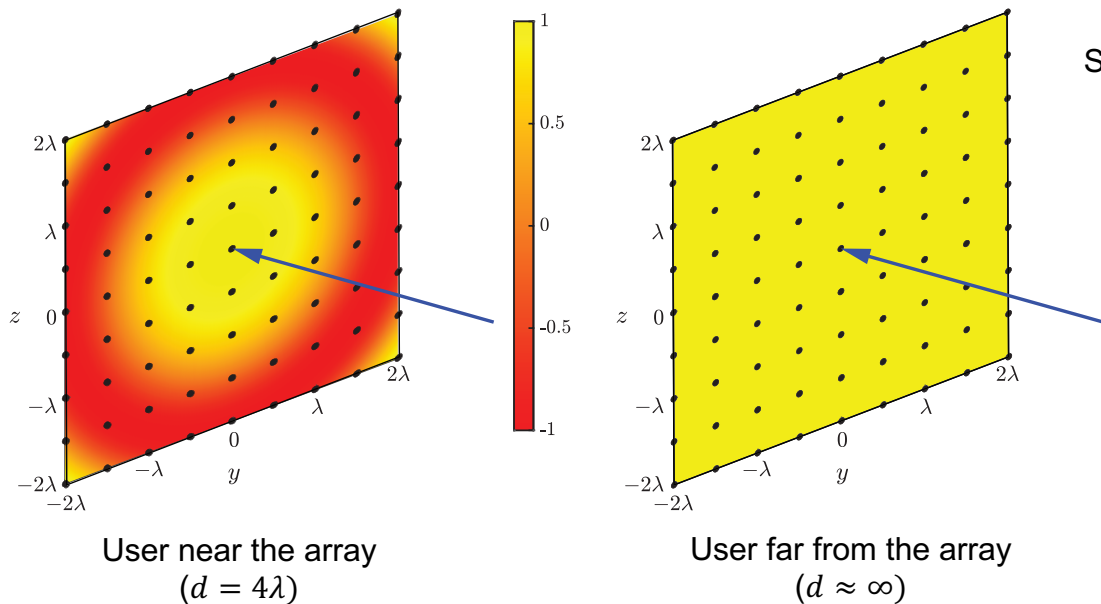 1
0.5
0
-0.5
-1
2λ
λ
0
−λ
−2λ
z
−2λ
−λ
0
λ
2λ
y
User near the array
(𝑑 = 4λ)
2λ
λ
0
−λ
−2λ
z
−2λ
−λ
0
λ
2λ
y
User far from the array
(𝑑 ≈ ∞)
S